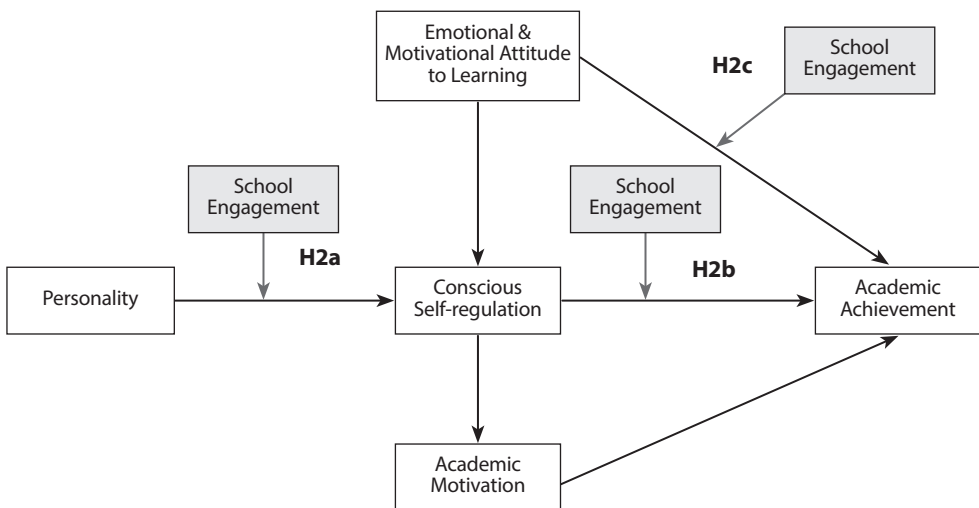 Emotional &
Motivational Attitude
to Learning
H2c
School
Engagement
School
Engagement
H2a
School
Engagement
H2b
Personality
Conscious
Self-regulation
Academic
Achievement
Academic
Motivation